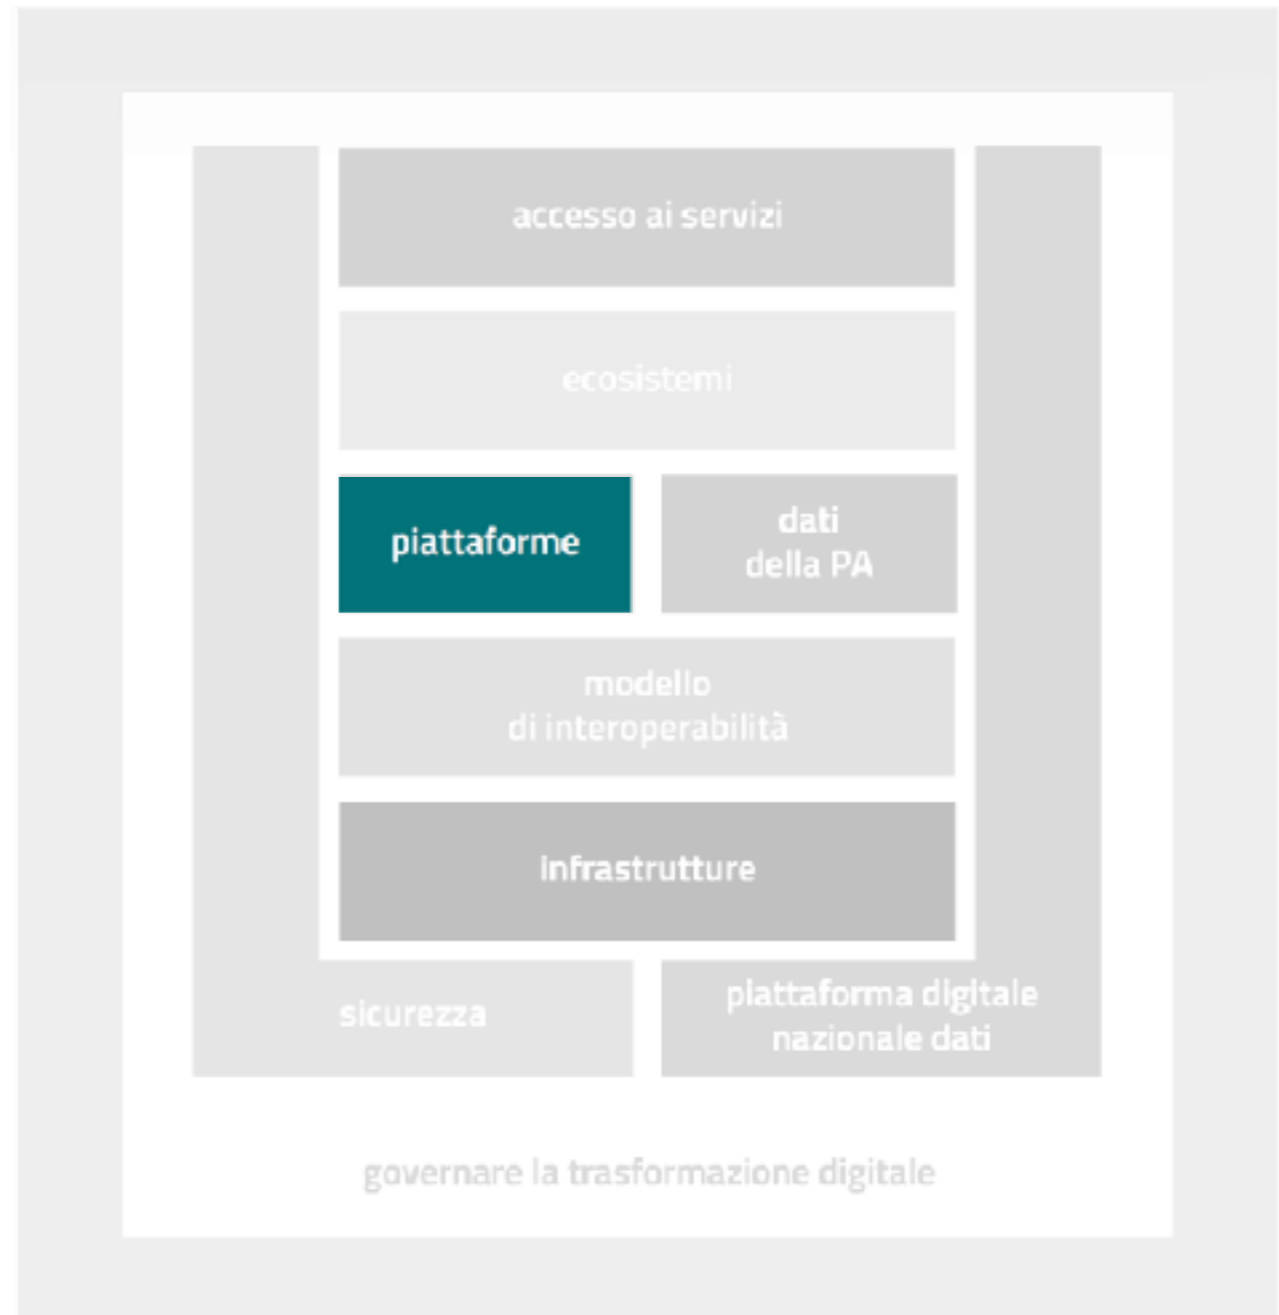 accesso ai servizi
ecosistemi
piattaforme
dati
della PA
modello
di interoperabilità
infrastrutture
sicurezza
piattaforma digitale
nazionale dati
governare la trasformazione digitale